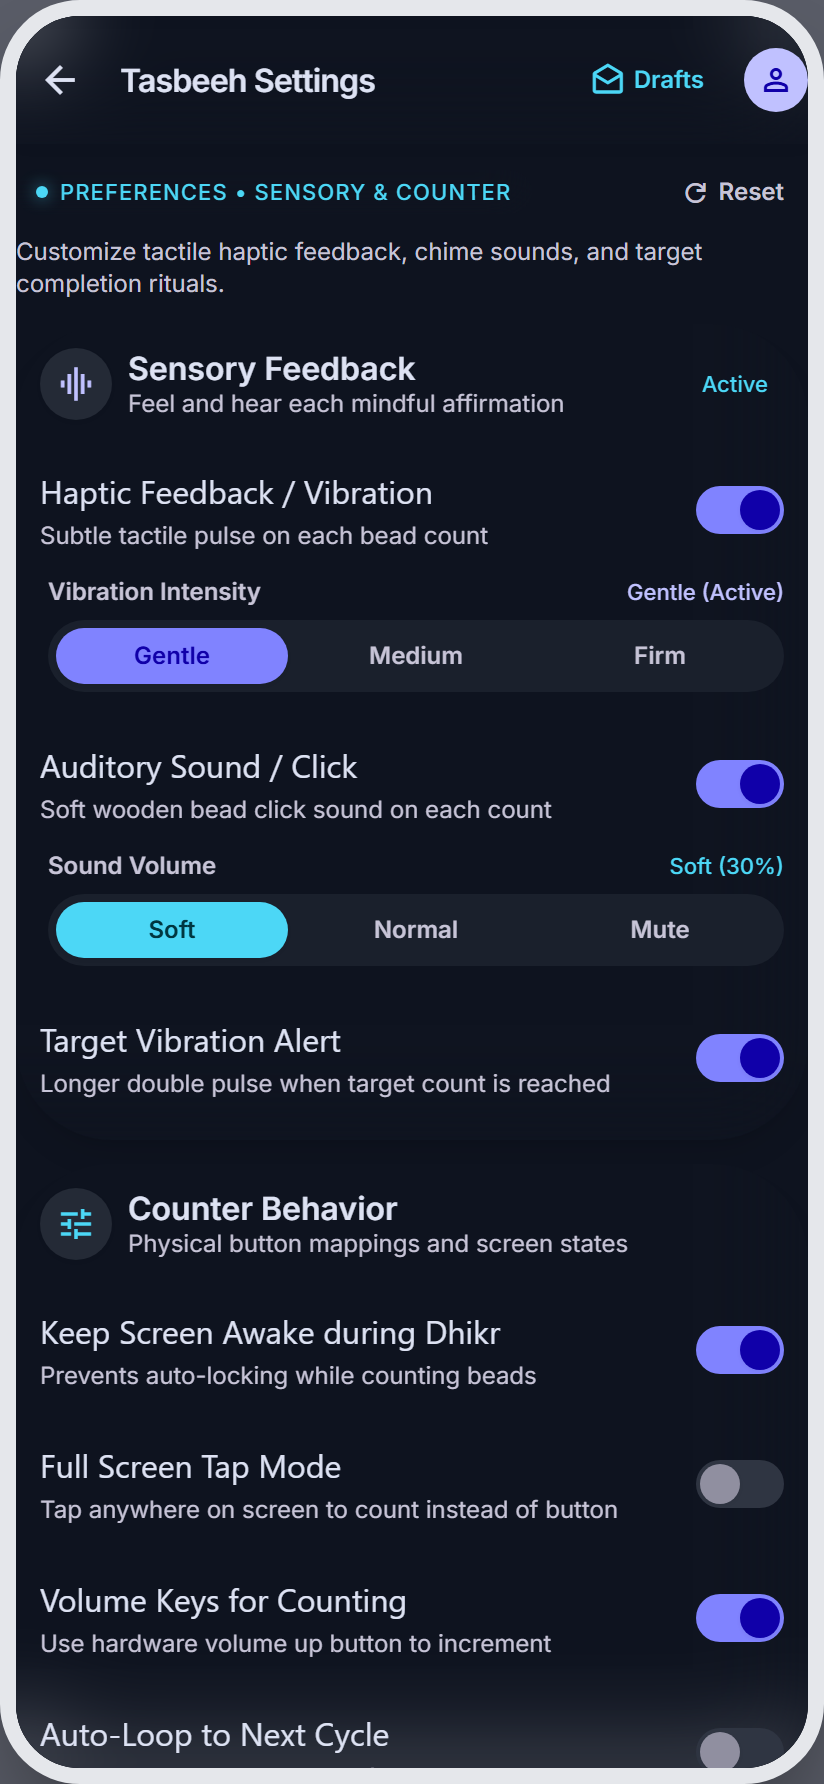 Tasbeeh Settings
Drafts
PREFERENCES • SENSORY & COUNTER
Reset
Customize tactile haptic feedback, chime sounds, and target
completion rituals.
Sensory Feedback
Feel and hear each mindful affirmation
Active
Haptic Feedback / Vibration
Subtle tactile pulse on each bead count
Vibration Intensity
Gentle (Active)
Gentle
Medium
Firm
Auditory Sound / Click
Soft wooden bead click sound on each count
Sound Volume
Soft (30%)
Soft
Normal
Mute
Target Vibration Alert
Longer double pulse when target count is reached
Counter Behavior
Physical button mappings and screen states
Keep Screen Awake during Dhikr
Prevents auto-locking while counting beads
Full Screen Tap Mode
Tap anywhere on screen to count instead of button
Volume Keys for Counting
Use hardware volume up button to increment
Auto-Loop to Next Cycle